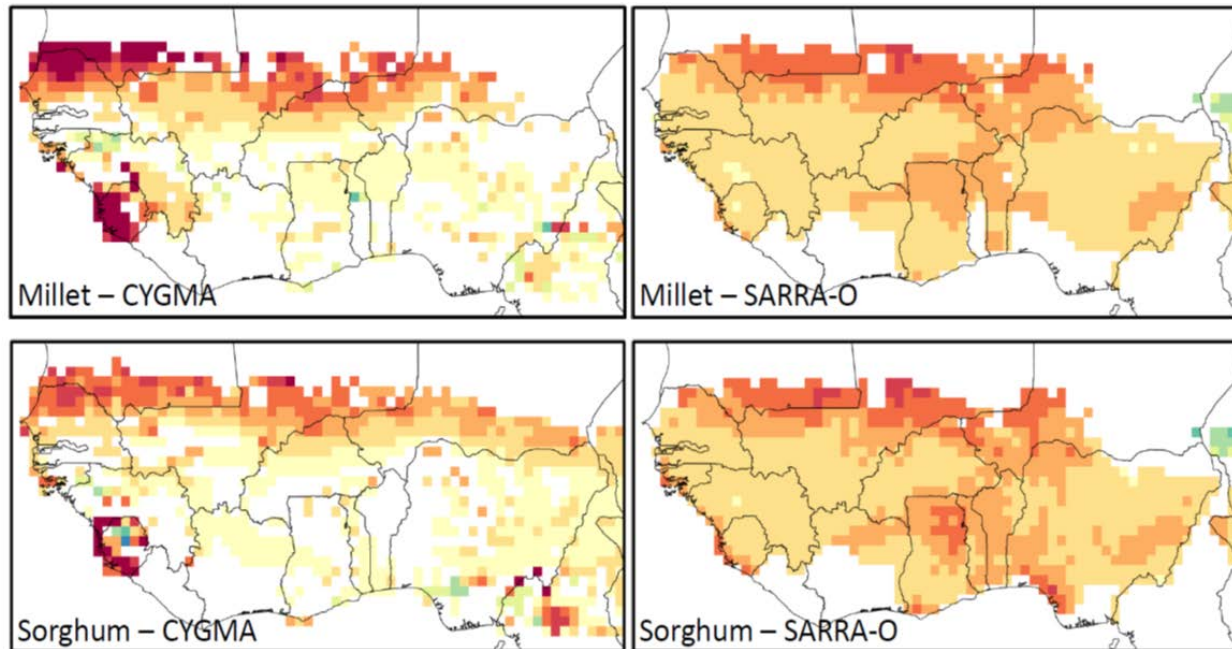 Millet – CYGMA
Millet – SARRA-O
Sorghum – CYGMA
Sorghum – SARRA-O